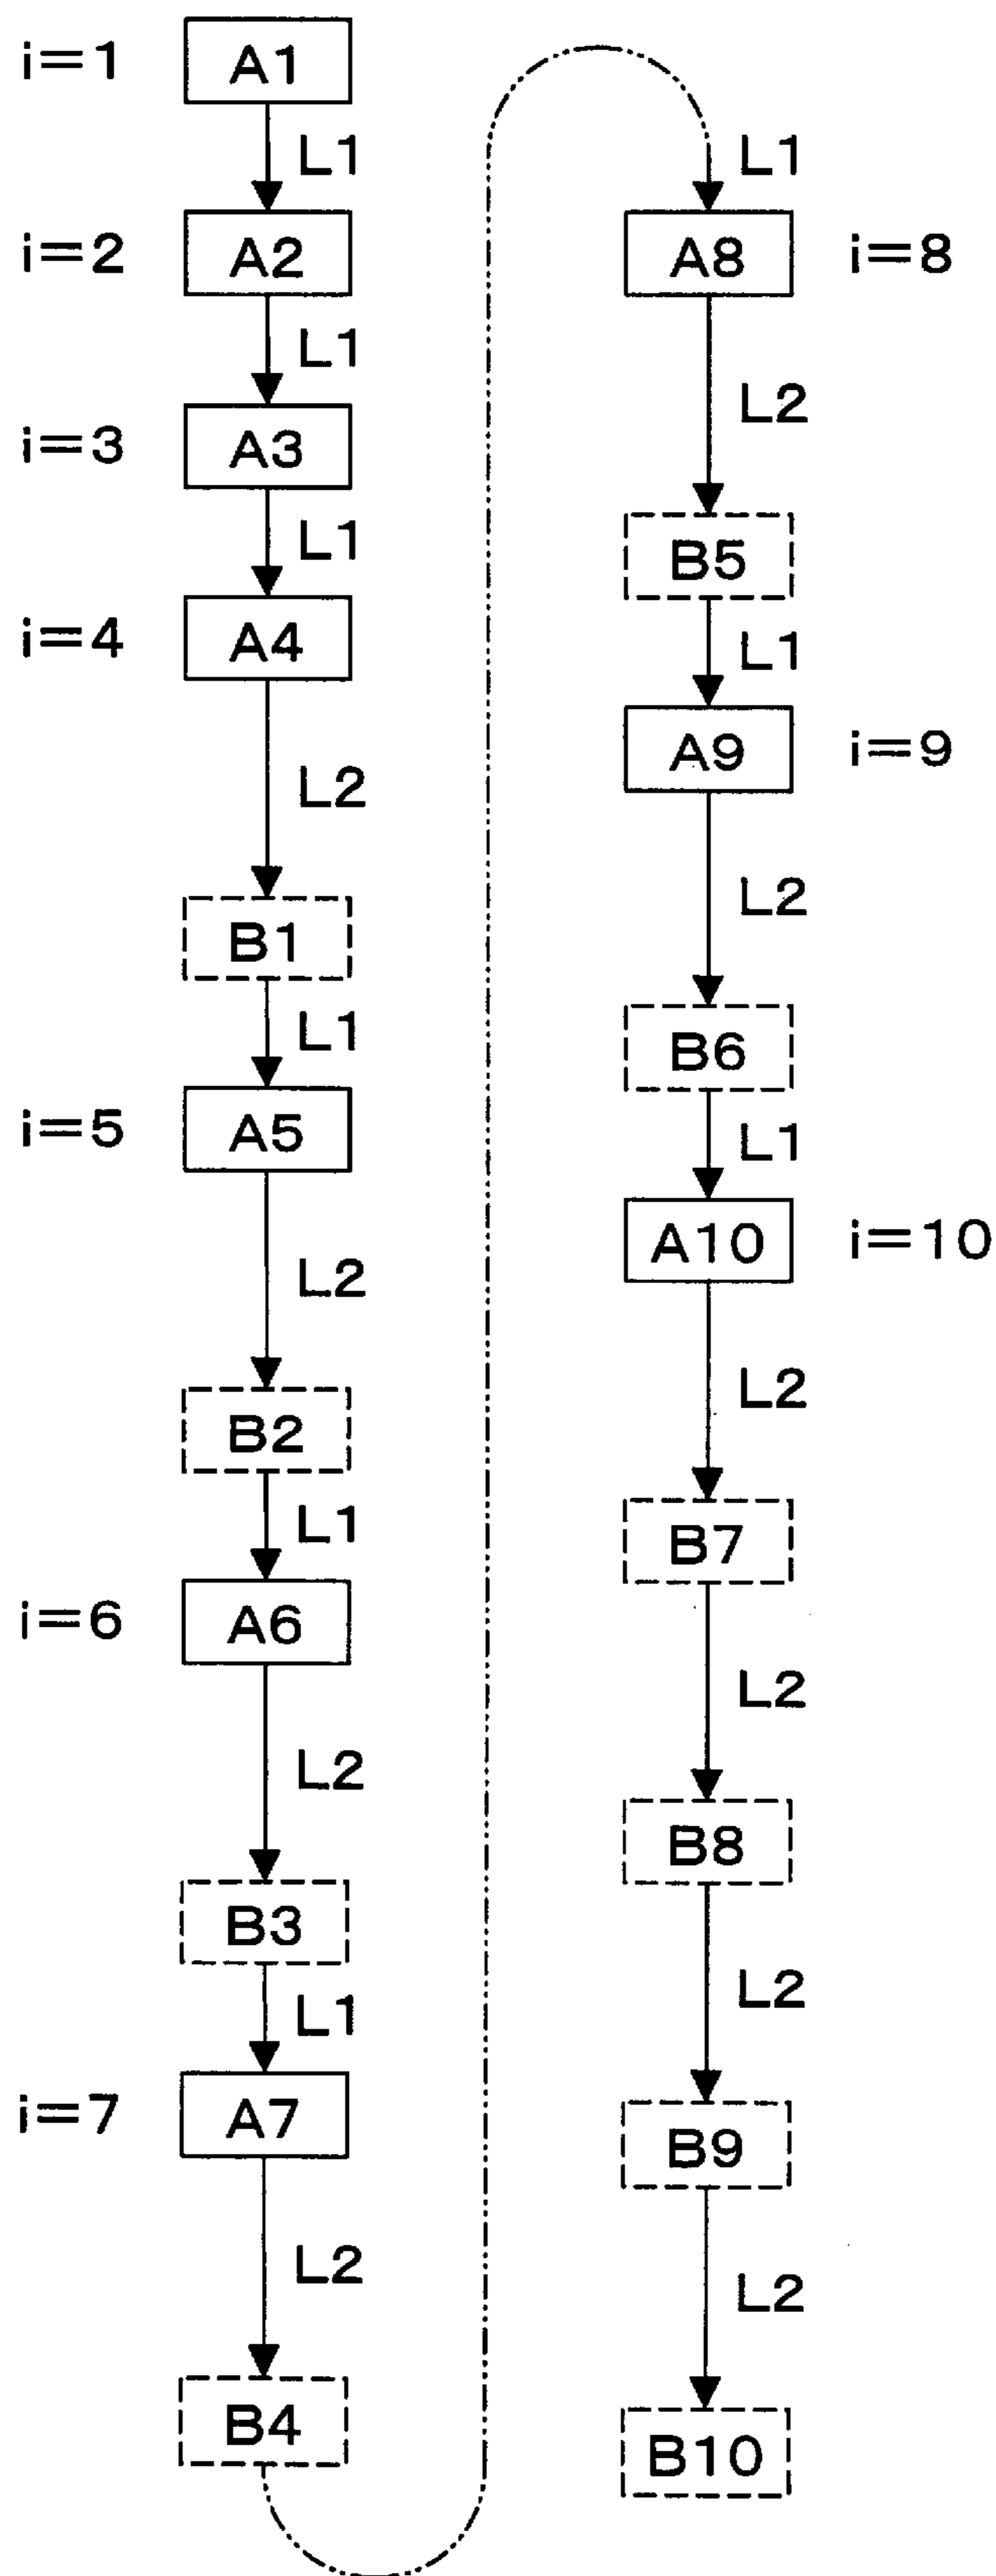 i=1 A1
L1
i=2 A2
L1
i=3 A3
L1
i=4 A4
L2
B1
L1
i=5 A5
L2
B2
L1
i=6 A6
L2
B3
L1
i=7 A7
L2
B4
L1
A8 i=8
L2
B5
L1
A9 i=9
L2
B6
L1
A10 i=10
L2
B7
L2
B8
L2
B9
L2
B10